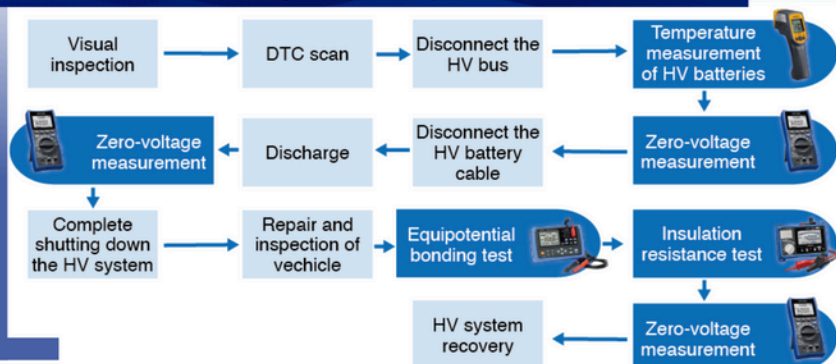 Visual
inspection
DTC scan
Disconnect the
HV bus
Temperature
measurement
of HV batteries
Zero-voltage
measurement
Disconnect the
HV battery
cable
Discharge
Zero-voltage
measurement
Complete
shutting down
the HV system
Repair and
inspection of
vechicle
Equipotential
bonding test
Insulation
resistance test
Zero-voltage
measurement
HV system
recovery